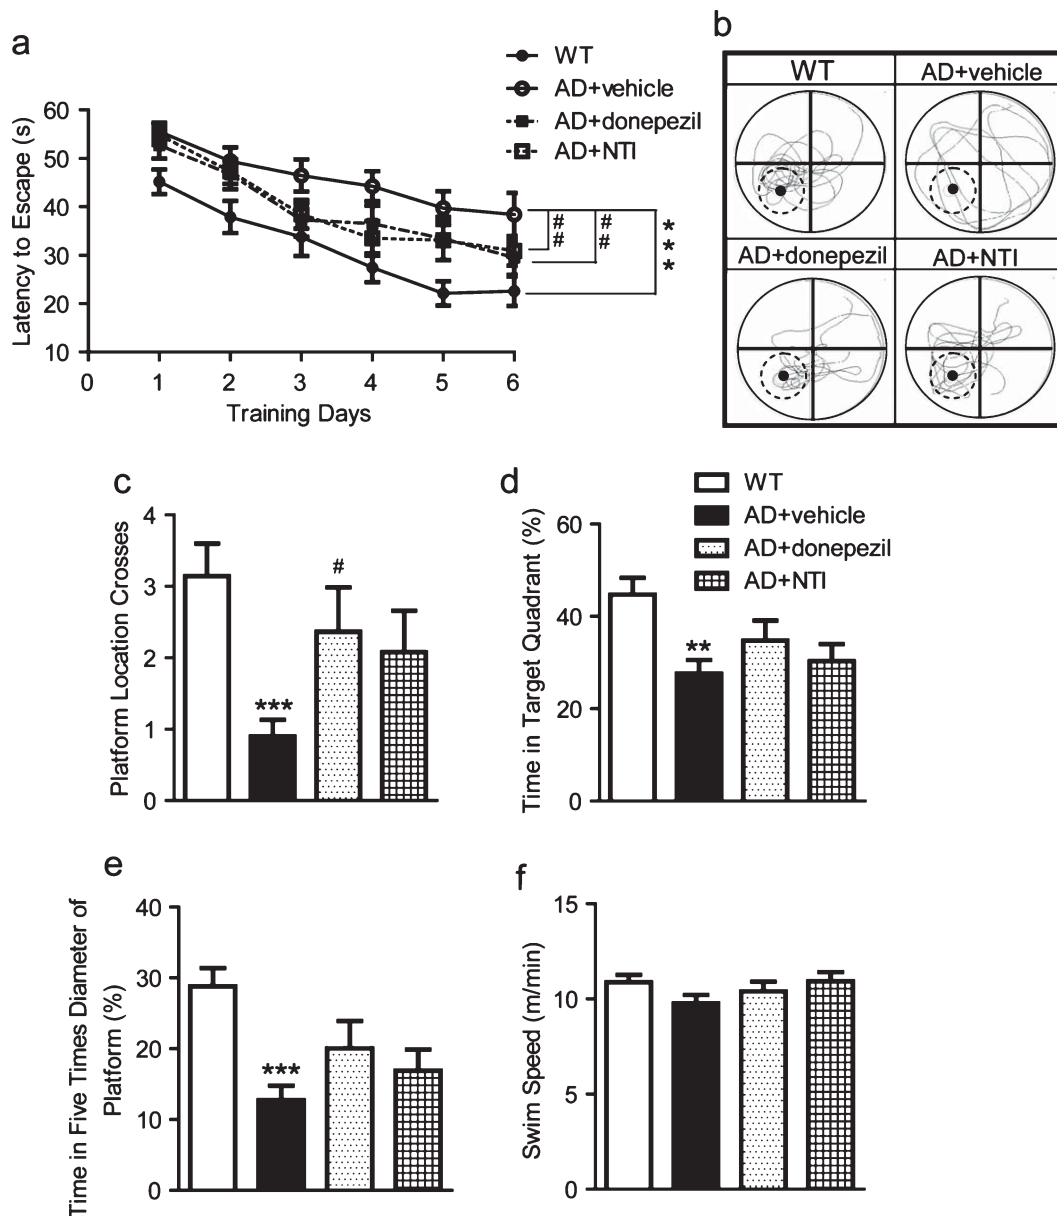 a
WT
AD+vehicle
AD+donepezil
AD+NTI
Latency to Escape (s)
60
50
40
30
20
10
0 1 2 3 4 5 6
Training Days
# #
# #
* * *
b
WT AD+vehicle
AD+donepezil AD+NTI
c
Platform Location Crosses
4
3
2
1
0
***
#
d
WT
AD+vehicle
AD+donepezil
AD+NTI
Time in Target Quadrant (%)
60
40
20
0
**
e
Time in Five Times Diameter of
Platform (%)
40
30
20
10
0
***
f
Swim Speed (m/min)
15
10
5
0